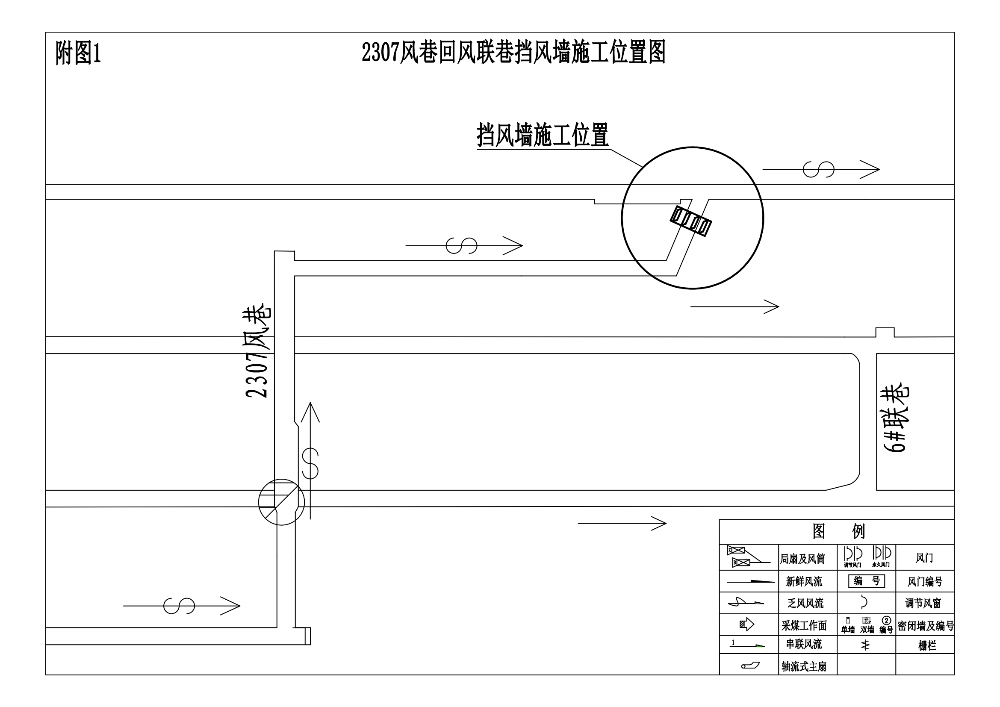 附图1
2307风巷回风联巷挡风墙施工位置图
挡风墙施工位置
2307风巷
6#联巷
图 例
Z
B
局扇及风筒
调节风门 永久风门
风门
新鲜风流
编 号
风门编号
乏风风流
调节风窗
采煤工作面
②
单墙 双墙 编号
密闭墙及编号
1
串联风流
栅栏
轴流式主扇